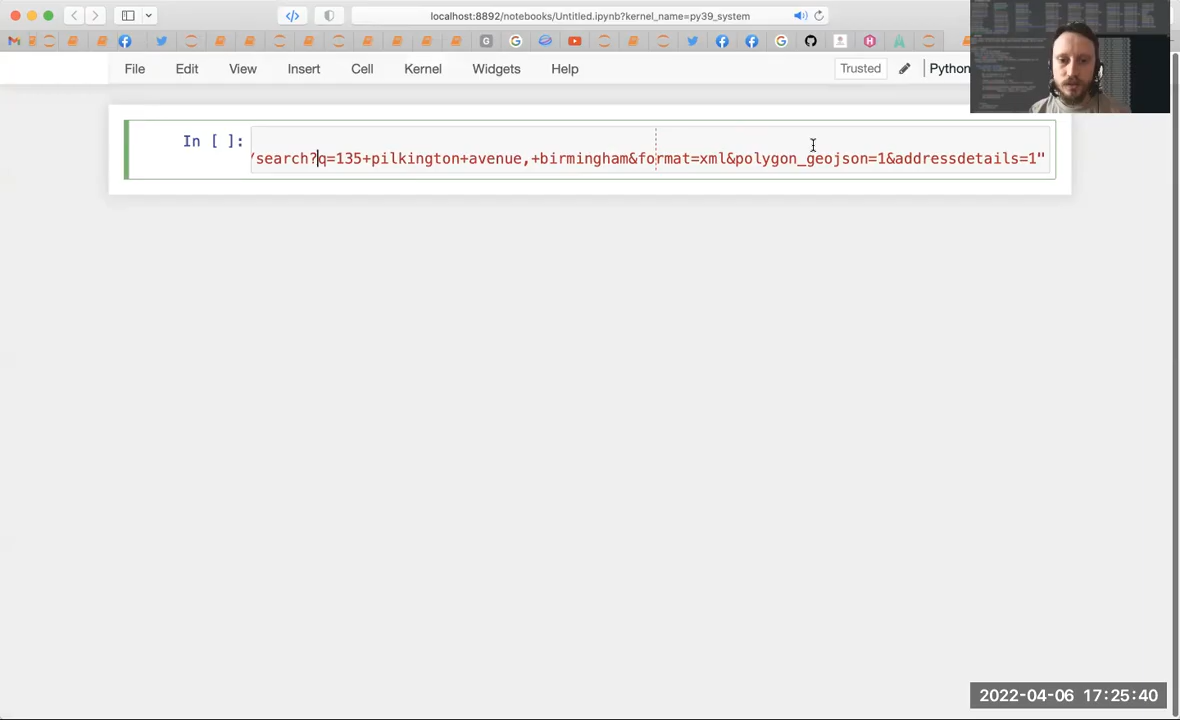 localhost:8892/notebooks/Untitled.ipynb?kernel_name=py39_system
File Edit View Insert Cell Kernel Widgets Help Trusted Python
In [ ]: /search?q=135+pilkington+avenue,+birmingham&format=xml&polygon_geojson=1&addressdetails=1"
2022-04-06 17:25:40